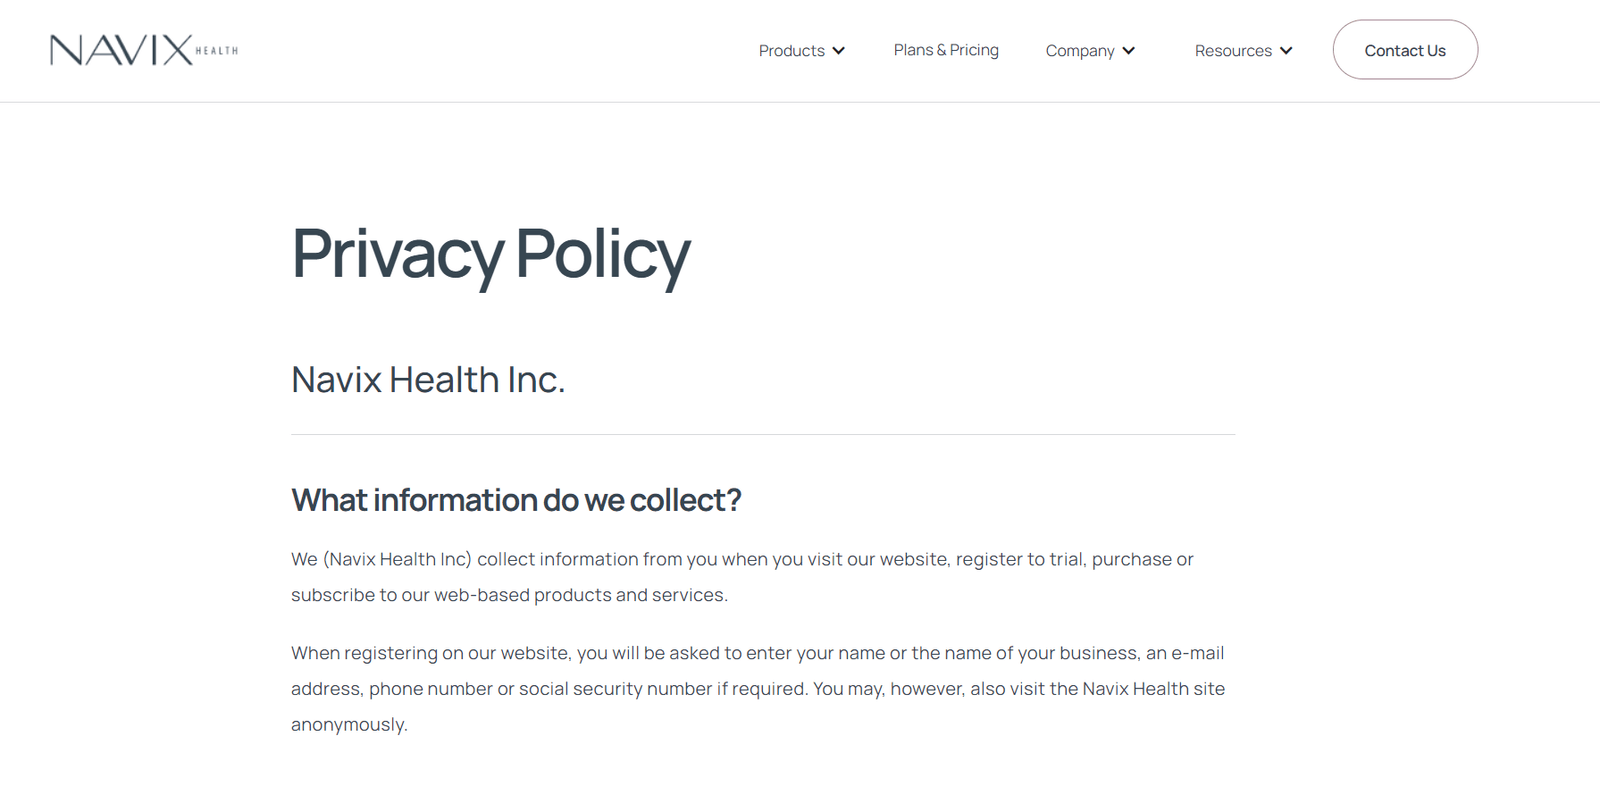 NAVIX HEALTH
Products
Plans & Pricing
Company
Resources
Contact Us
Privacy Policy
Navix Health Inc.
What information do we collect?
We (Navix Health Inc) collect information from you when you visit our website, register to trial, purchase or
subscribe to our web-based products and services.
When registering on our website, you will be asked to enter your name or the name of your business, an e-mail
address, phone number or social security number if required. You may, however, also visit the Navix Health site
anonymously.